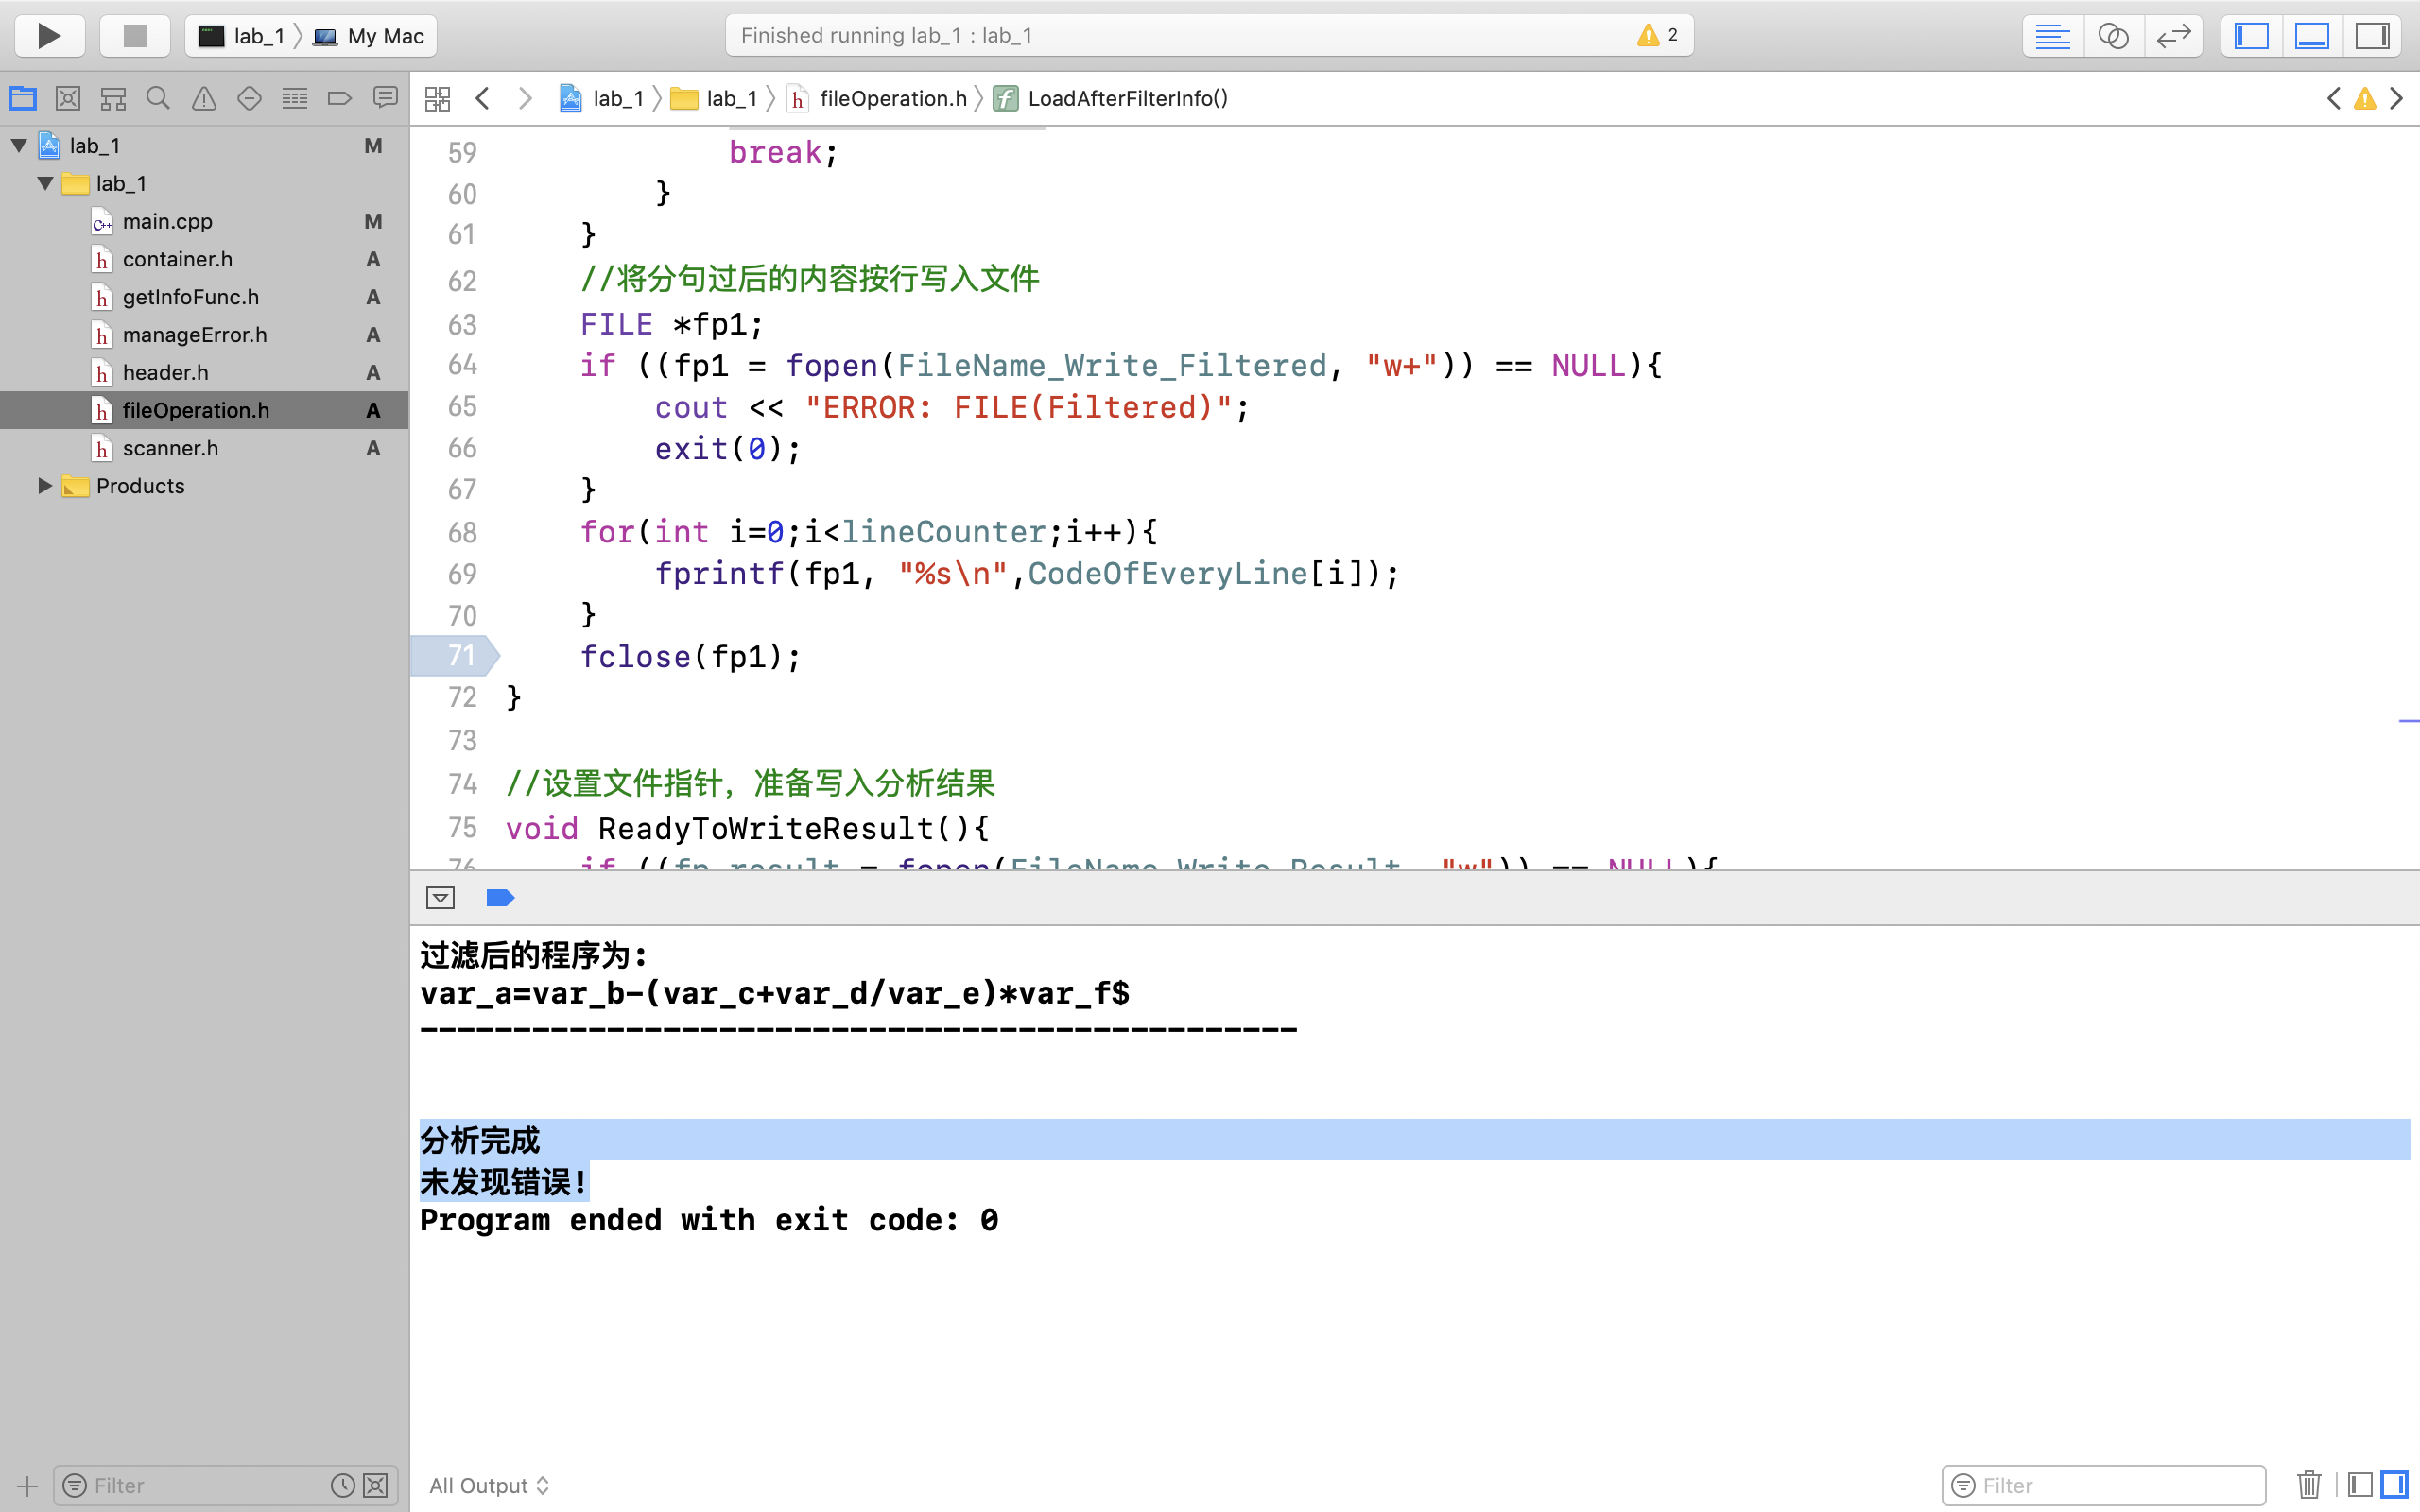 lab_1 My Mac
Finished running lab_1 : lab_1
2
lab_1 lab_1 fileOperation.h LoadAfterFilterInfo()
lab_1 M
lab_1
main.cpp M
container.h A
getInfoFunc.h A
manageError.h A
header.h A
fileOperation.h A
scanner.h A
Products
59 break;
60 }
61 }
62 //将分句过后的内容按行写入文件
63 FILE *fp1;
64 if ((fp1 = fopen(FileName_Write_Filtered, "w+")) == NULL){
65 cout << "ERROR: FILE(Filtered)";
66 exit(0);
67 }
68 for(int i=0;i<lineCounter;i++){
69 fprintf(fp1, "%s\n",CodeOfEveryLine[i]);
70 }
71 fclose(fp1);
72 }
73
74 //设置文件指针，准备写入分析结果
75 void ReadyToWriteResult(){
76 if ((fp_result = fopen(FileName_Write_Result, "w")) == NULL){
过滤后的程序为:
var_a=var_b-(var_c+var_d/var_e)*var_f$
-----------------------------------------------
分析完成
未发现错误!
Program ended with exit code: 0
Filter
All Output
Filter